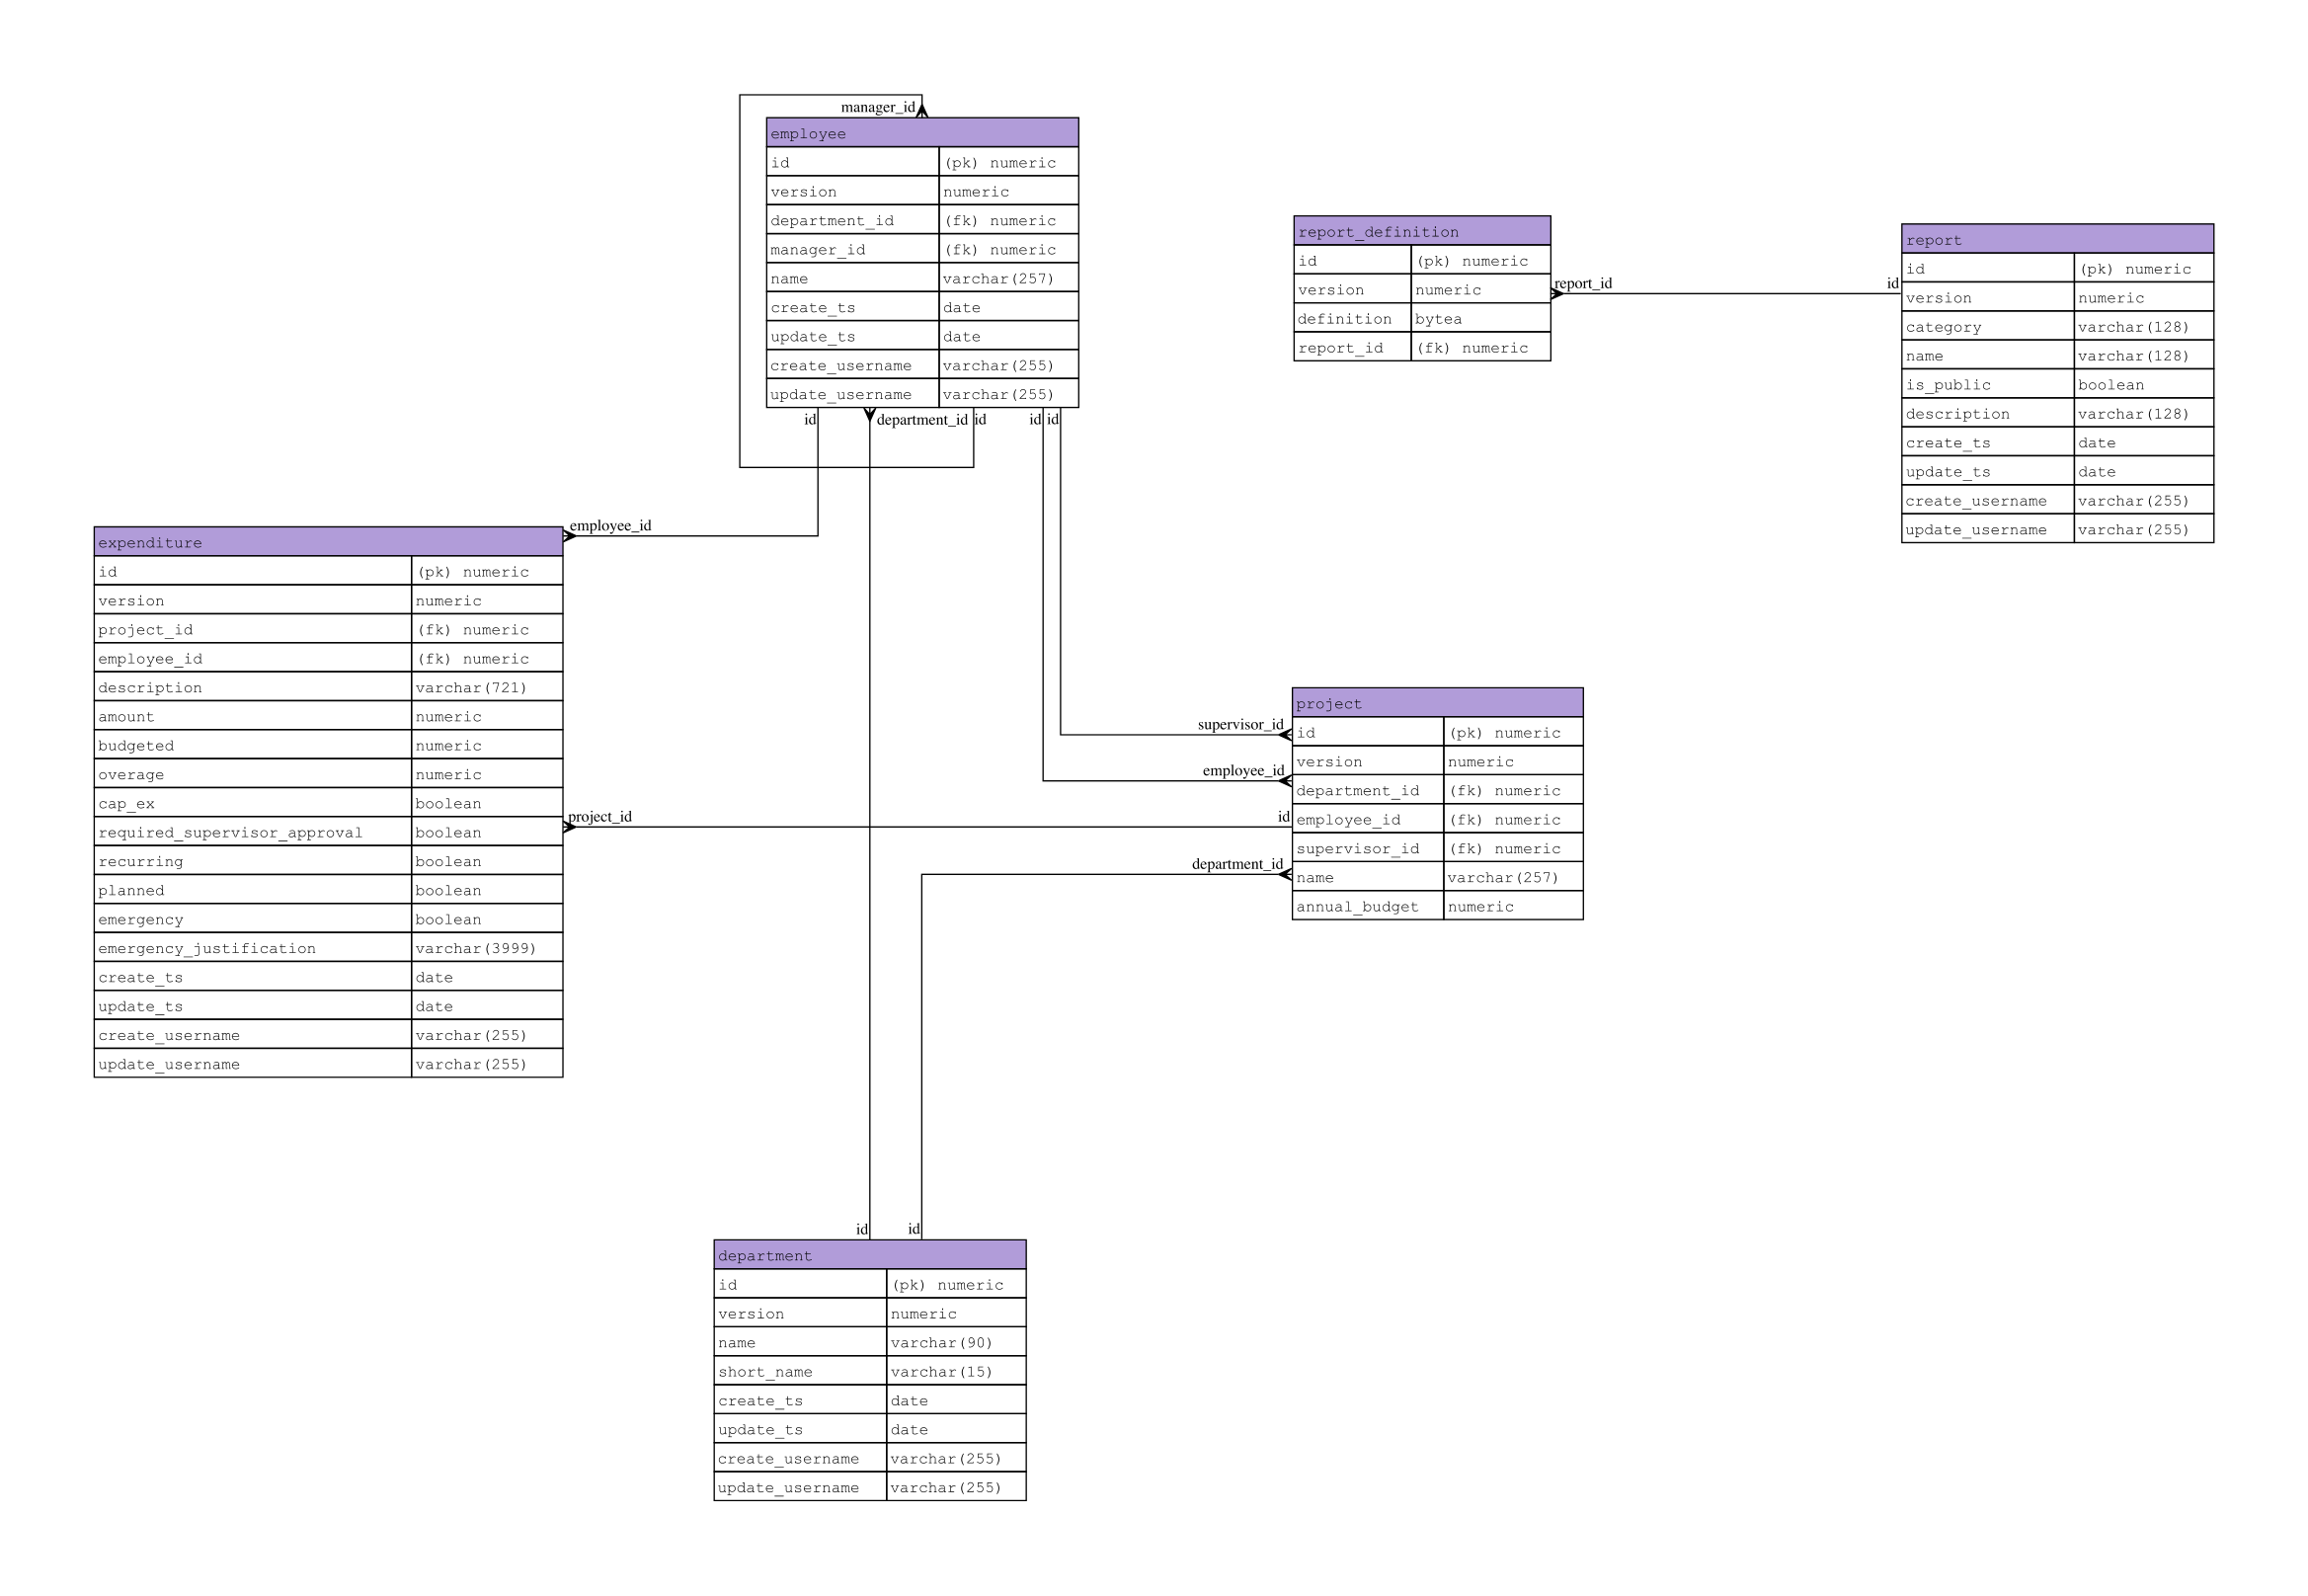 manager_id
employee
id (pk) numeric
version numeric
department_id (fk) numeric
manager_id (fk) numeric
name varchar(257)
create_ts date
update_ts date
create_username varchar(255)
update_username varchar(255)
id department_id id id id
report_definition
id (pk) numeric
version numeric
definition bytea
report_id (fk) numeric
report_id id
report
id (pk) numeric
version numeric
category varchar(128)
name varchar(128)
is_public boolean
description varchar(128)
create_ts date
update_ts date
create_username varchar(255)
update_username varchar(255)
employee_id
expenditure
id (pk) numeric
version numeric
project_id (fk) numeric
employee_id (fk) numeric
description varchar(721)
amount numeric
budgeted numeric
overage numeric
cap_ex boolean
required_supervisor_approval boolean
recurring boolean
planned boolean
emergency boolean
emergency_justification varchar(3999)
create_ts date
update_ts date
create_username varchar(255)
update_username varchar(255)
supervisor_id
employee_id
project_id id
department_id
project
id (pk) numeric
version numeric
department_id (fk) numeric
employee_id (fk) numeric
supervisor_id (fk) numeric
name varchar(257)
annual_budget numeric
id id
department
id (pk) numeric
version numeric
name varchar(90)
short_name varchar(15)
create_ts date
update_ts date
create_username varchar(255)
update_username varchar(255)